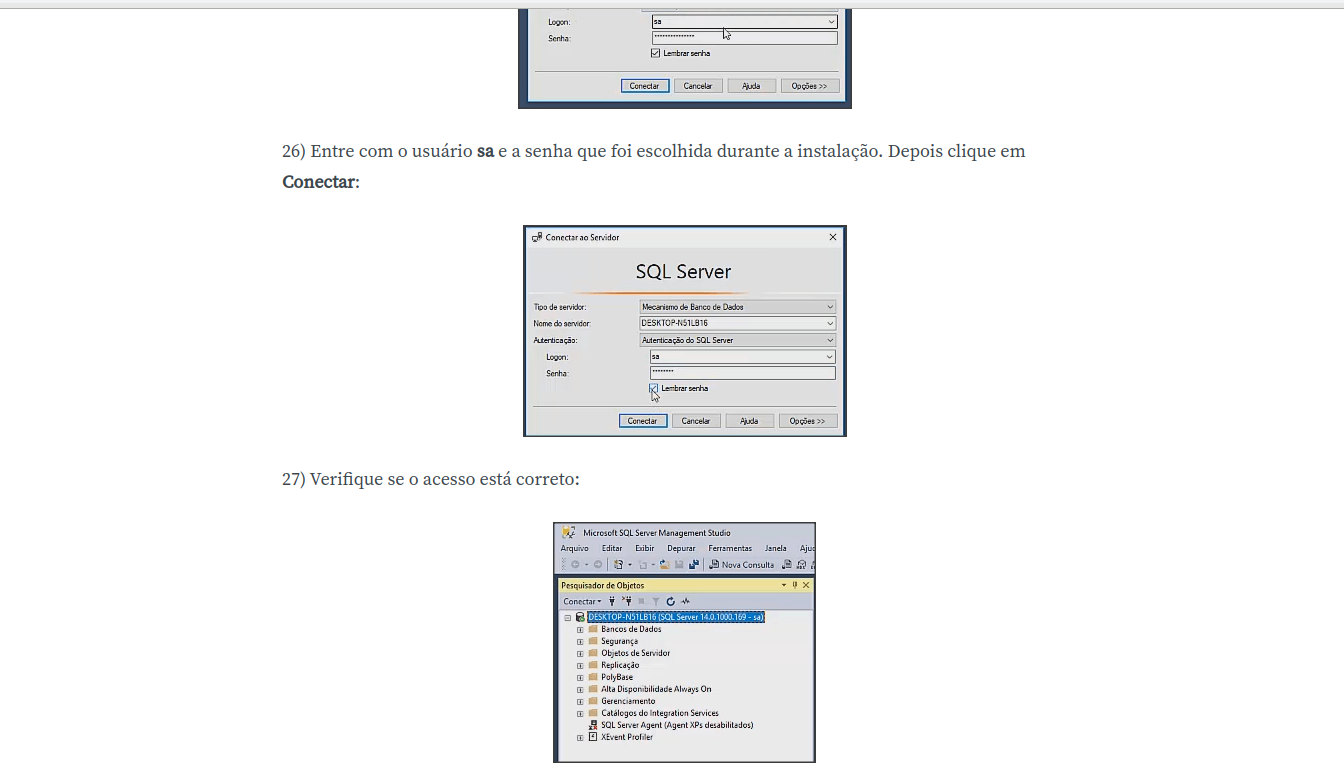 Logon:
sa
Senha:
***************
Lembrar senha
Conectar Cancelar Ajuda Opções >>
26) Entre com o usuário sa e a senha que foi escolhida durante a instalação. Depois clique em
Conectar:
Conectar ao Servidor
SQL Server
Tipo de servidor: Mecanismo de Banco de Dados
Nome do servidor: DESKTOP-N51LB16
Autenticação: Autenticação do SQL Server
Logon: sa
Senha: ********
Lembrar senha
Conectar Cancelar Ajuda Opções >>
27) Verifique se o acesso está correto:
Microsoft SQL Server Management Studio
Arquivo Editar Exibir Depurar Ferramentas Janela Ajuc
Nova Consulta
Pesquisador de Objetos
Conectar
DESKTOP-N51LB16 (SQL Server 14.0.1000.169 - sa)
Bancos de Dados
Segurança
Objetos de Servidor
Replicação
PolyBase
Alta Disponibilidade Always On
Gerenciamento
Catálogos do Integration Services
SQL Server Agent (Agent XPs desabilitados)
XEvent Profiler